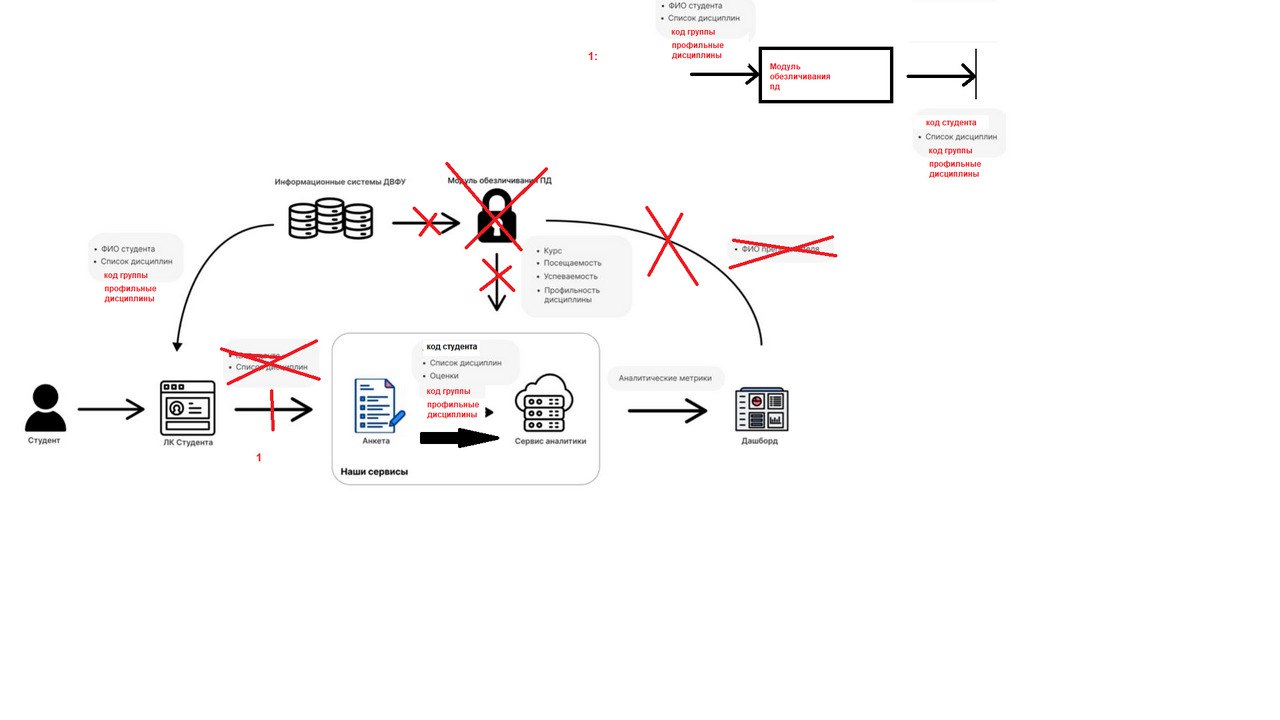 • ФИО студента
• Список дисциплин
код группы
профильные
дисциплины
1:
Модуль
обезличивания
пд
код студента
• Список дисциплин
код группы
профильные
дисциплины
Информационные системы ДВФУ
Модуль обезличивания ПД
• ФИО студента
• Список дисциплин
код группы
профильные
дисциплины
• Курс
• Посещаемость
• Успеваемость
• Профильность
дисциплины
• ФИО преподавателя
• Список дисциплин
код студента
• Список дисциплин
• Оценки
код группы
профильные
дисциплины
Аналитические метрики
Студент
ЛК Студента
Анкета
Сервис аналитики
Дашборд
1
Наши сервисы